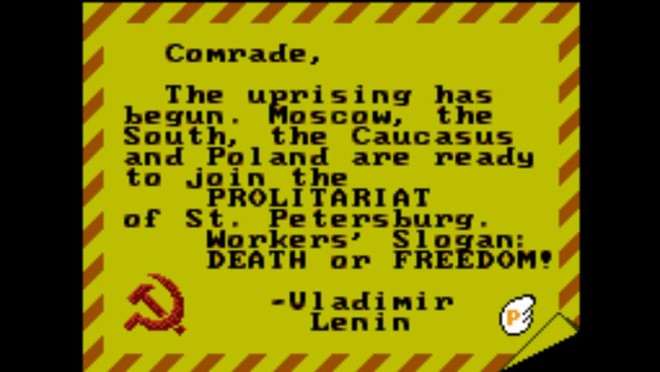 Comrade,
The uprising has
begun. Moscow, the
South, the Caucasus
and Poland are ready
to join the
PROLITARIAT
of St. Petersburg.
Workers' Slogan:
DEATH or FREEDOM!
-Vladimir
Lenin
P